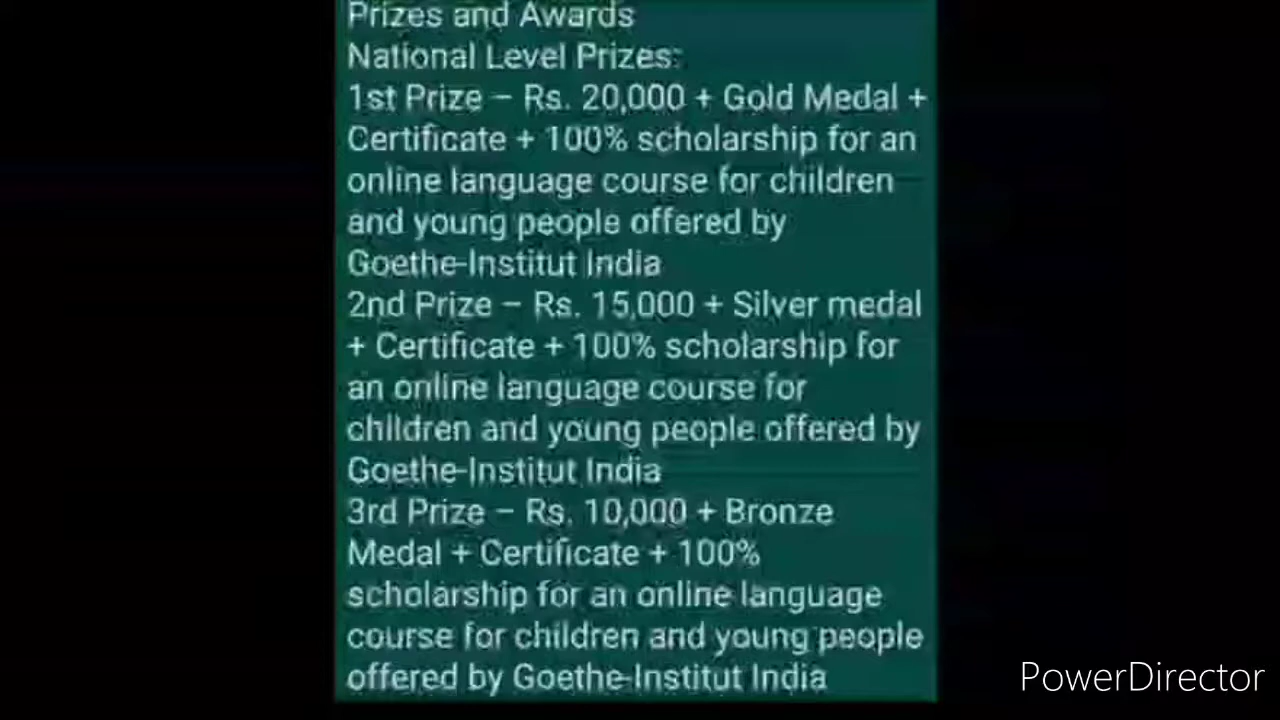 Prizes and Awards
National Level Prizes:
1st Prize – Rs. 20,000 + Gold Medal +
Certificate + 100% scholarship for an
online language course for children
and young people offered by
Goethe-Institut India
2nd Prize – Rs. 15,000 + Silver medal
+ Certificate + 100% scholarship for
an online language course for
children and young people offered by
Goethe-Institut India
3rd Prize – Rs. 10,000 + Bronze
Medal + Certificate + 100%
scholarship for an online language
course for children and young people
offered by Goethe-Institut India
PowerDirector